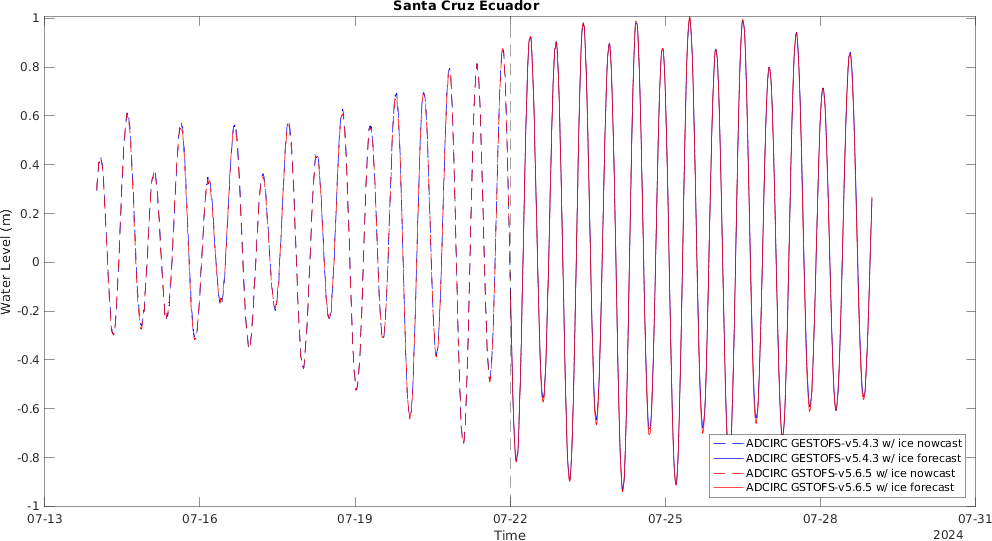 Santa Cruz Ecuador
Water Level (m)
1
0.8
0.6
0.4
0.2
0
-0.2
-0.4
-0.6
-0.8
-1
07-13
07-16
07-19
07-22
07-25
07-28
07-31
Time
2024
ADCIRC GESTOFS-v5.4.3 w/ ice nowcast
ADCIRC GESTOFS-v5.4.3 w/ ice forecast
ADCIRC GSTOFS-v5.6.5 w/ ice nowcast
ADCIRC GSTOFS-v5.6.5 w/ ice forecast